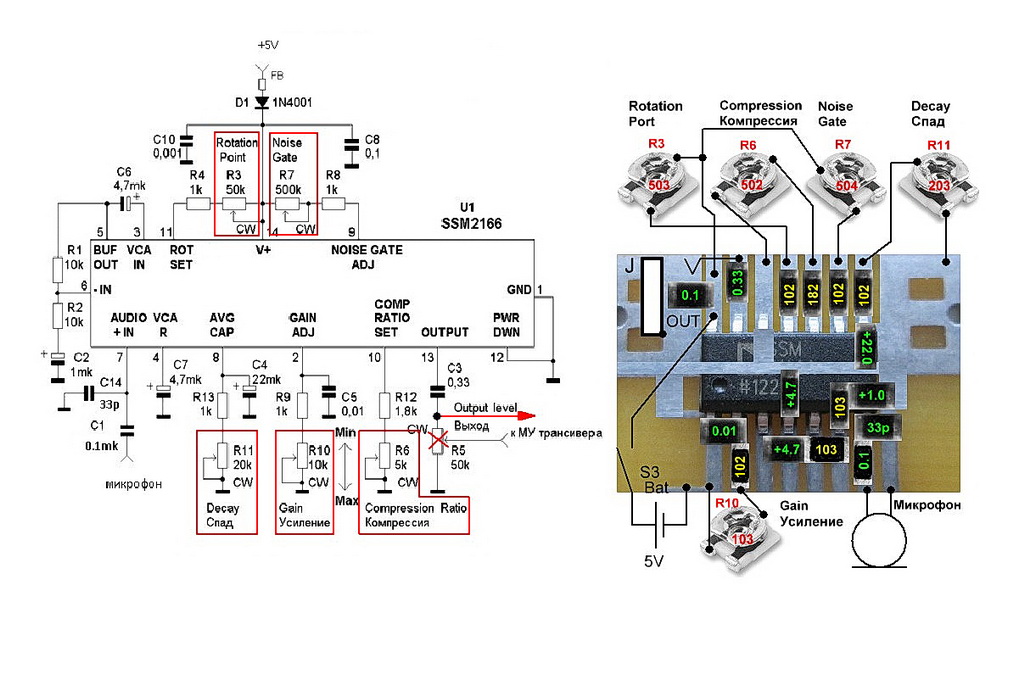 +5V
FB
D1 1N4001
C10
0,001
Rotation
Point
R3
50k
CW
Noise
Gate
R7
500k
CW
C8
0,1
C6
4,7mk
+
R4
1k
R8
1k
U1
SSM2166
5
3
11
14
9
BUF
OUT
VCA
IN
ROT
SET
V+
NOISE GATE
ADJ
R1
10k
6
- IN
GND
1
R2
10k
AUDIO
+ IN
VCA
R
AVG
CAP
GAIN
ADJ
COMP
RATIO
SET
OUTPUT
PWR
DWN
7
4
8
2
10
13
12
+
C2
1mk
C14
33p
C1
0.1mk
микрофон
+
C7
4,7mk
R13
1k
+
C4
22mk
R9
1k
C5
0,01
R12
1,8k
C3
0,33
Output level
Выход
к МУ трансивера
CW
R5
50k
R11
20k
CW
Decay
Спад
R10
10k
CW
Gain
Усиление
Min
Max
R6
5k
CW
Compression Ratio
Компрессия
Rotation
Port
Compression
Компрессия
Noise
Gate
Decay
Спад
R3
R6
R7
R11
503
502
504
203
J
V
0.1
0.33
102
182
102
102
OUT
SM
+22.0
#122
+4.7
103
+1.0
33p
0.01
+4.7
103
0.1
102
S3
Bat
R10
103
Gain
Усиление
Микрофон
5V